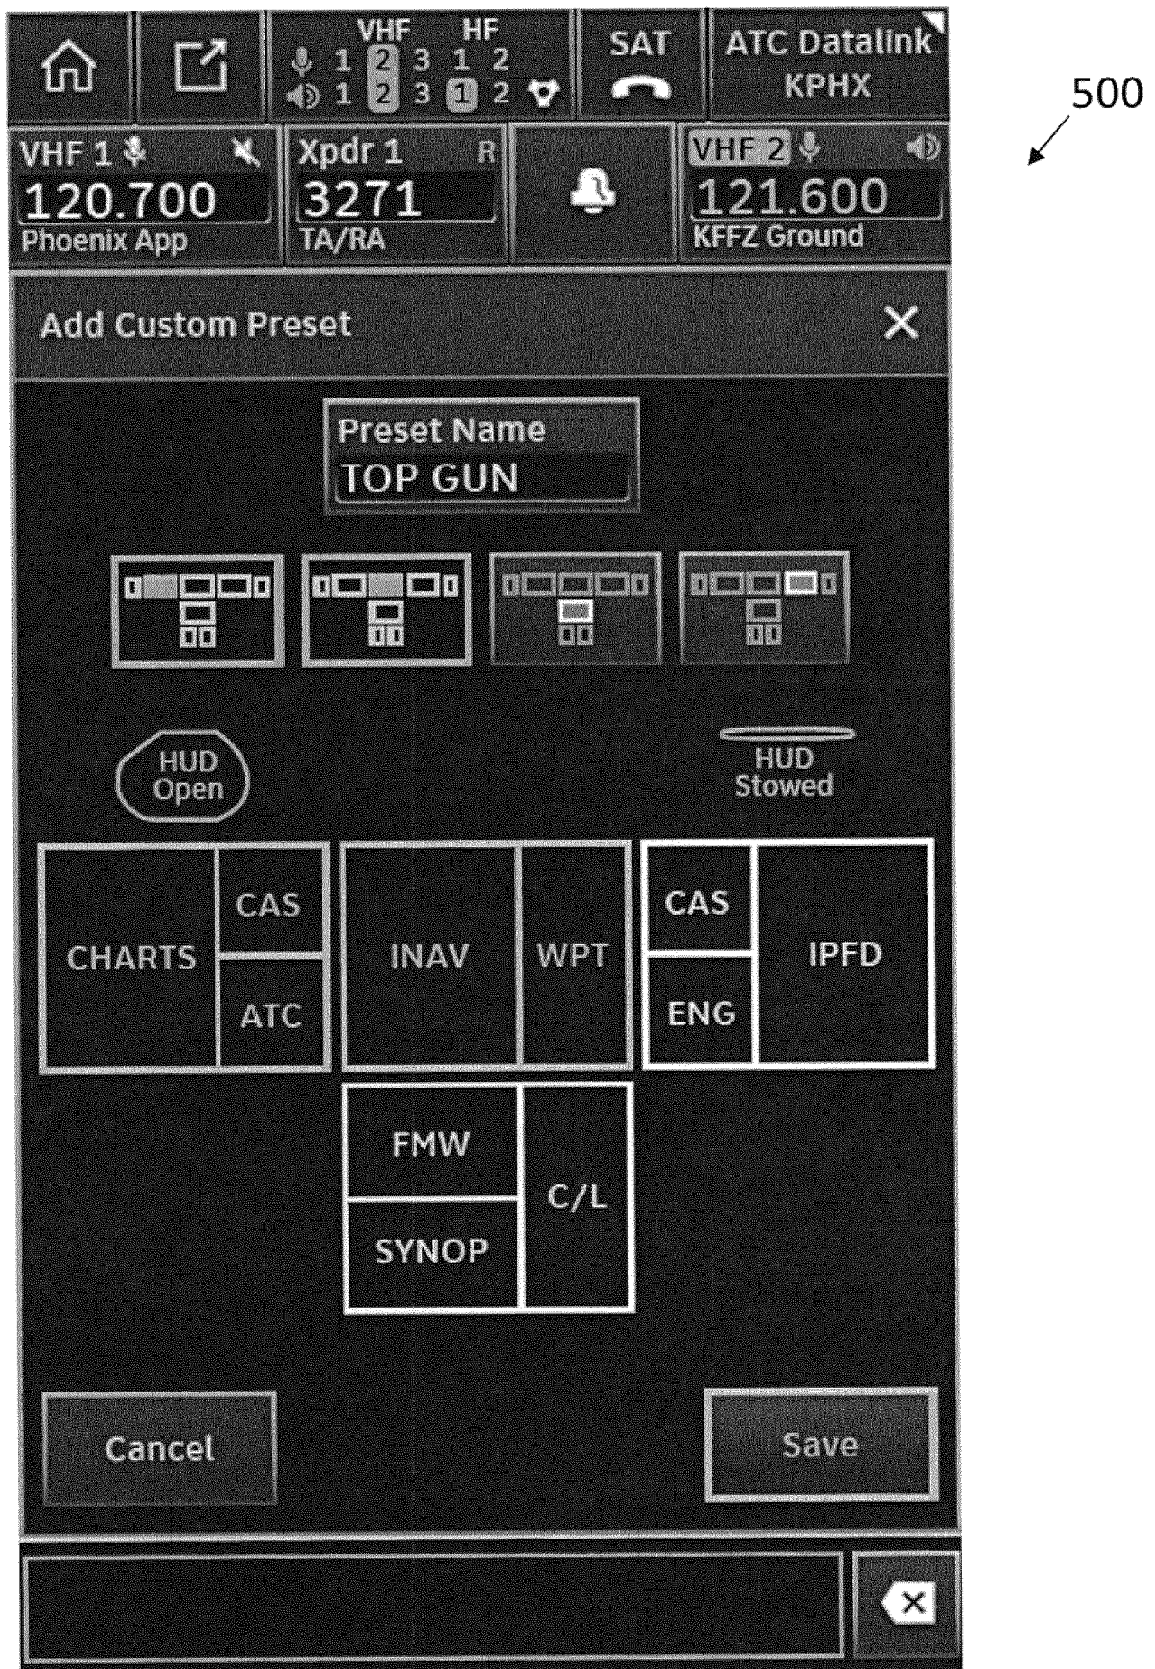 VHF HF
1 2 3 1 2
1 2 3 1 2
SAT
ATC Datalink
KPHX
500
VHF 1
120.700
Phoenix App
Xpdr 1 R
3271
TA/RA
VHF 2
121.600
KFFZ Ground
Add Custom Preset
Preset Name
TOP GUN
HUD
Open
HUD
Stowed
CHARTS
CAS
ATC
INAV
WPT
CAS
ENG
IPFD
FMW
SYNOP
C/L
Cancel
Save